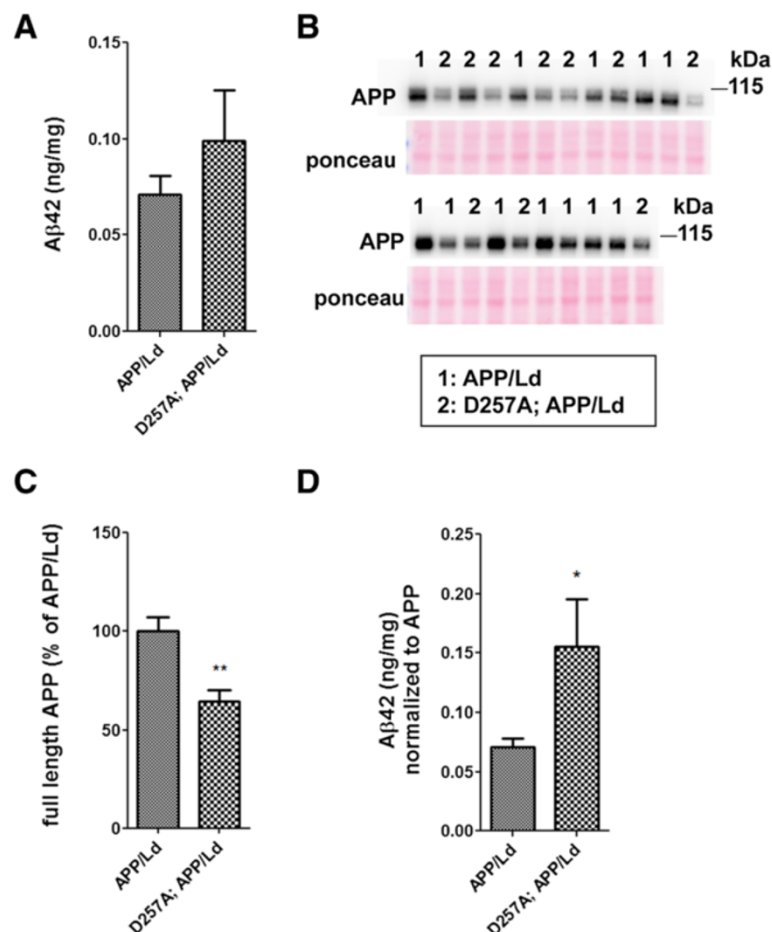 A
Aβ42 (ng/mg)
0.15
0.10
0.05
0.00
APP/Ld
D257A; APP/Ld
B
1 2 2 2 1 2 2 1 2 1 1 2 kDa
APP
115
ponceau
1 1 2 1 2 1 1 1 1 2 kDa
APP
115
ponceau
1: APP/Ld
2: D257A; APP/Ld
C
full length APP (% of APP/Ld)
150
100
50
0
**
APP/Ld
D257A; APP/Ld
D
Aβ42 (ng/mg)
normalized to APP
0.25
0.20
0.15
0.10
0.05
0.00
*
APP/Ld
D257A; APP/Ld